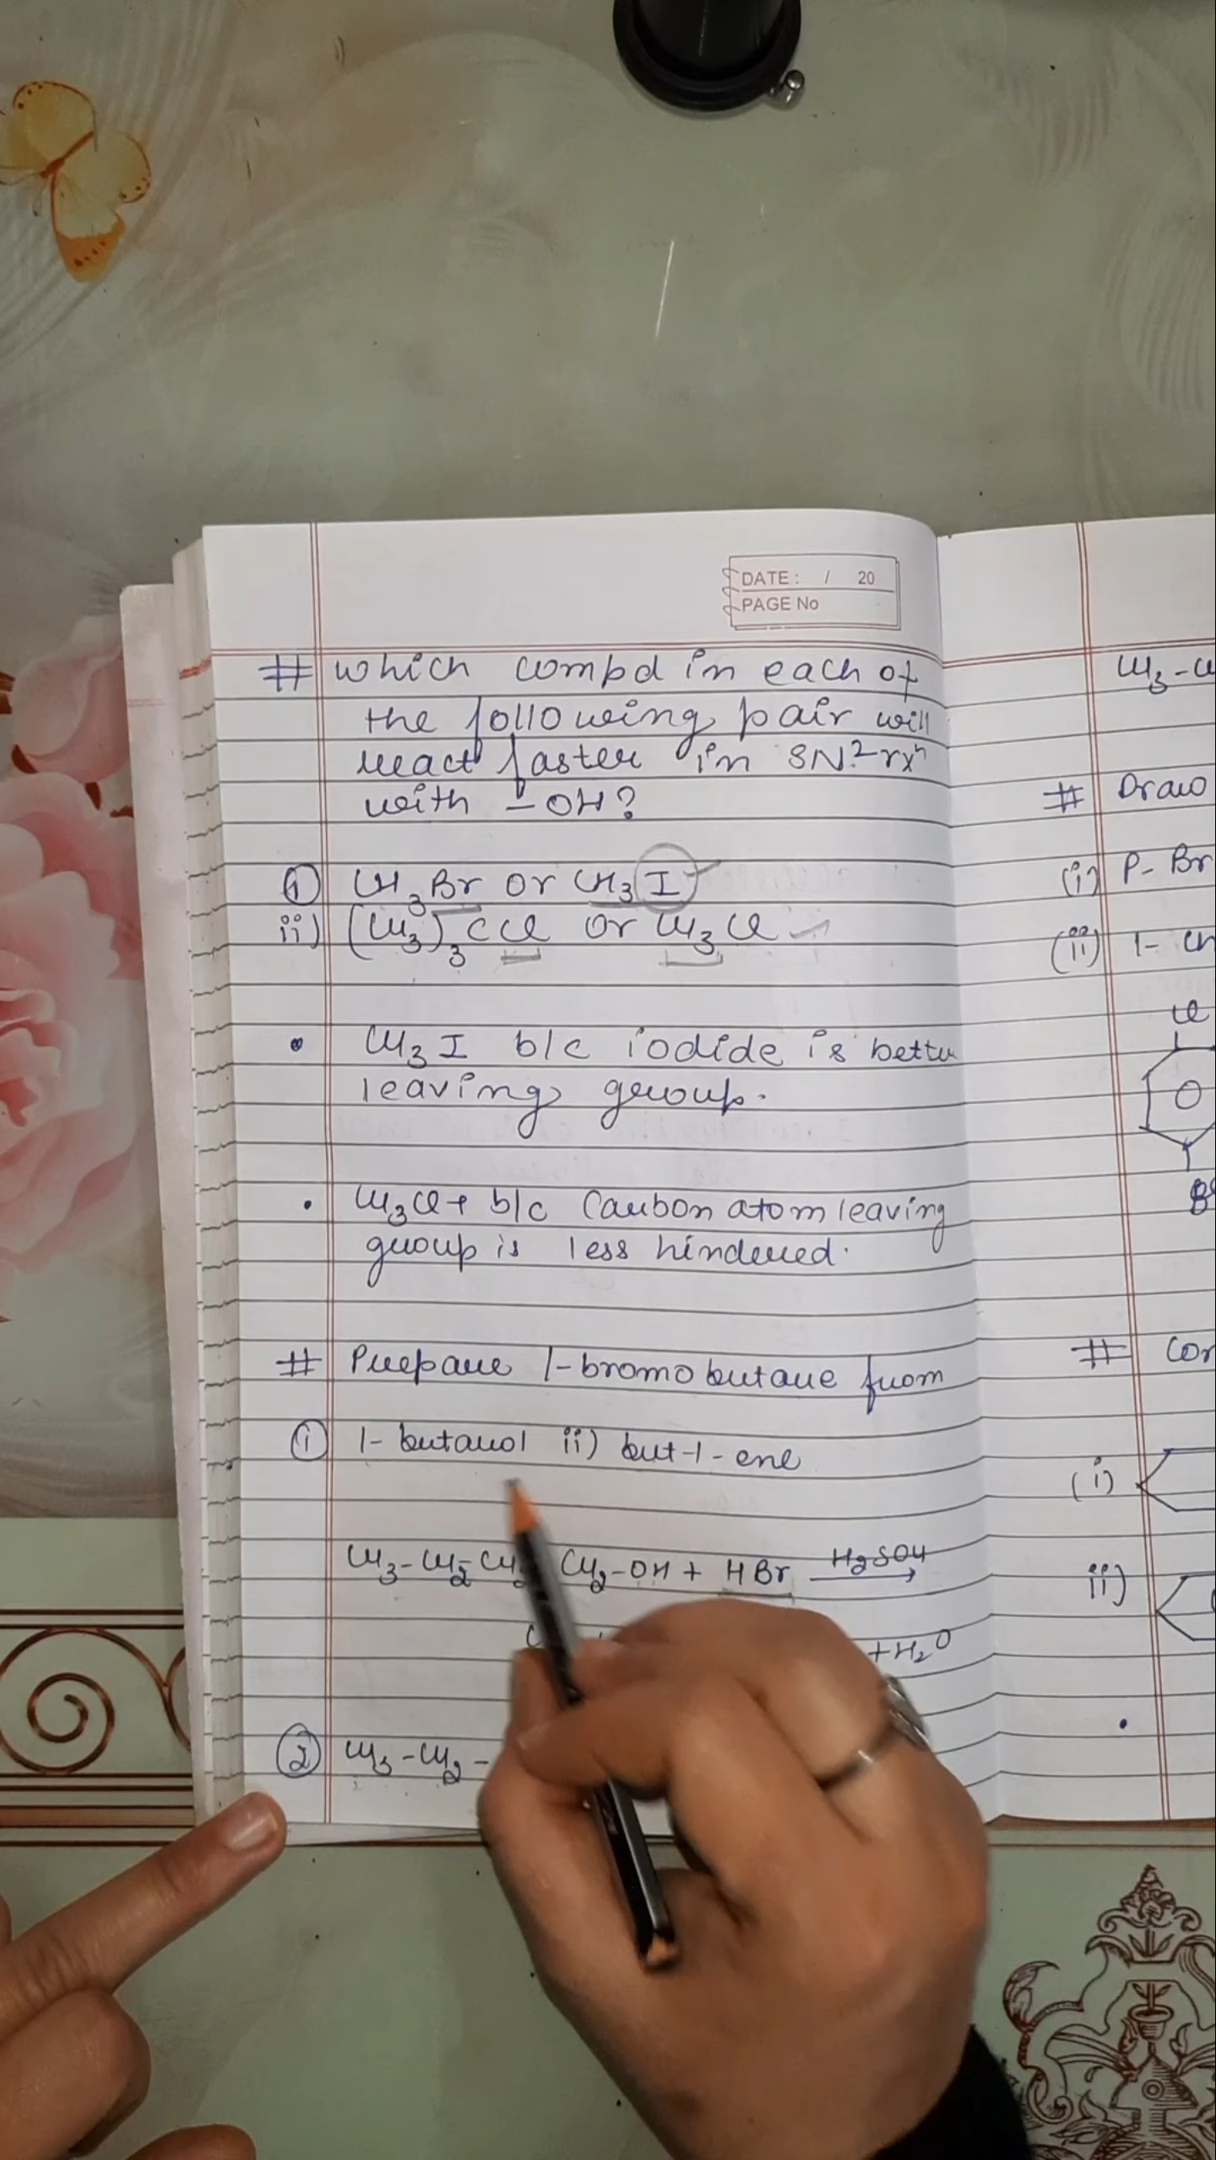 DATE: / 20
PAGE No
# which compd in each of
the following pair will
react faster in SN²-rxⁿ
with -OH?
(i) CH₃Br or CH₃I
ii) (CH₃)₃CCl or CH₃Cl
• CH₃I b/c iodide is better
leaving group.
• CH₃Cl → b/c Carbon atom leaving
group is less hindered.
# Prepare 1-bromobutane from
(i) 1-butanol ii) but-1-ene
CH₃-CH₂-CH₂ CH₂-OH + HBr H₂SO₄ →
+H₂O
(2) CH₃-CH₂-
CH₃-C
# Draw
(i) P-Br
(ii) 1-Ch
Cl
# Con
(i)
ii)